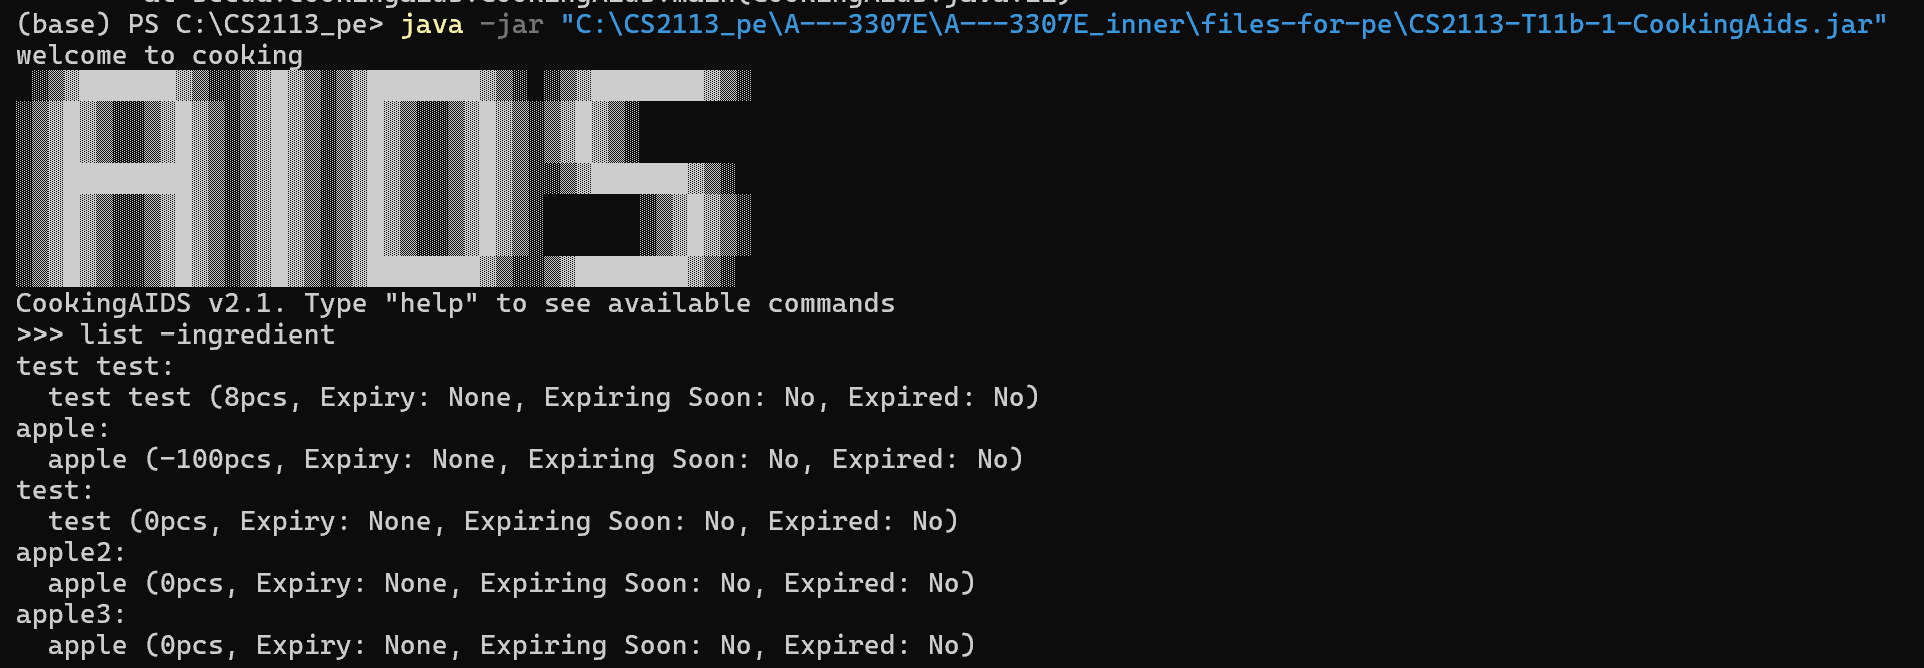 (base) PS C:\CS2113_pe> java -jar "C:\CS2113_pe\A---3307E\A---3307E_inner\files-for-pe\CS2113-T11b-1-CookingAids.jar"
welcome to cooking
AIDS
CookingAIDS v2.1. Type "help" to see available commands
>>> list -ingredient
test test:
  test test (8pcs, Expiry: None, Expiring Soon: No, Expired: No)
apple:
  apple (-100pcs, Expiry: None, Expiring Soon: No, Expired: No)
test:
  test (0pcs, Expiry: None, Expiring Soon: No, Expired: No)
apple2:
  apple (0pcs, Expiry: None, Expiring Soon: No, Expired: No)
apple3:
  apple (0pcs, Expiry: None, Expiring Soon: No, Expired: No)